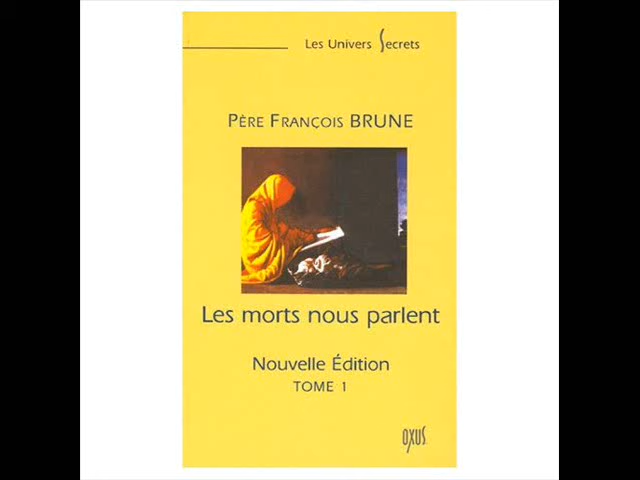 Les Univers Secrets
PÈRE FRANÇOIS BRUNE
Les morts nous parlent
Nouvelle Édition
TOME 1
OXUS